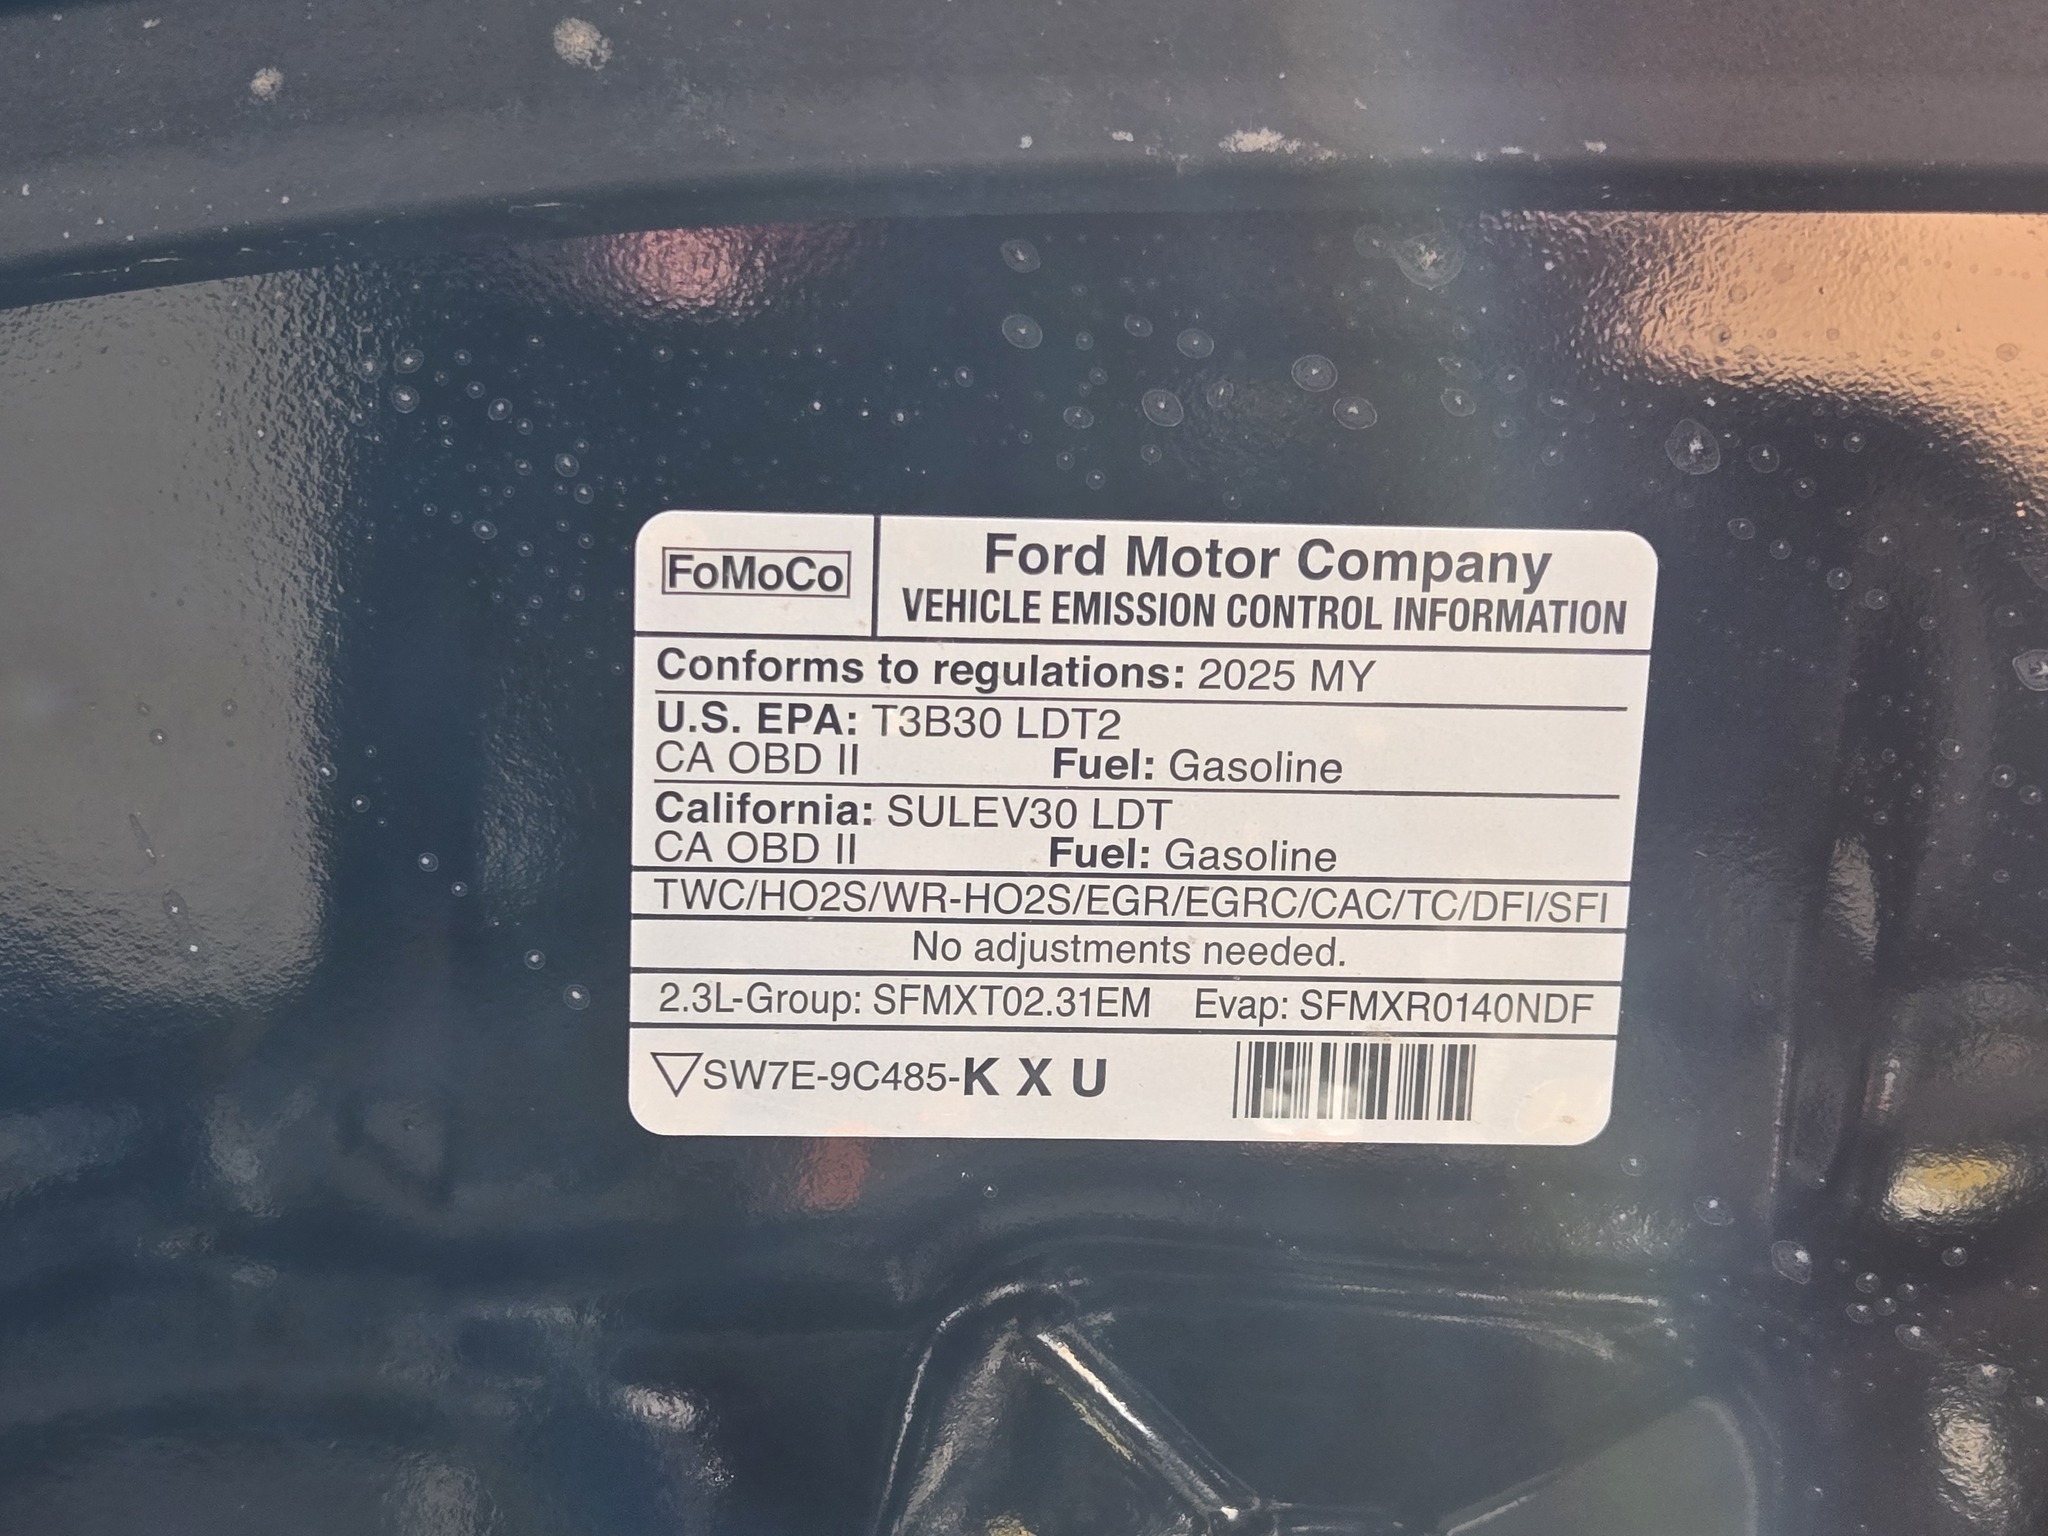 FoMoCo
Ford Motor Company
VEHICLE EMISSION CONTROL INFORMATION
Conforms to regulations: 2025 MY
U.S. EPA: T3B30 LDT2
CA OBD II Fuel: Gasoline
California: SULEV30 LDT
CA OBD II Fuel: Gasoline
TWC/HO2S/WR-HO2S/EGR/EGRC/CAC/TC/DFI/SFI
No adjustments needed.
2.3L-Group: SFMXT02.31EM Evap: SFMXR0140NDF
SW7E-9C485-K X U